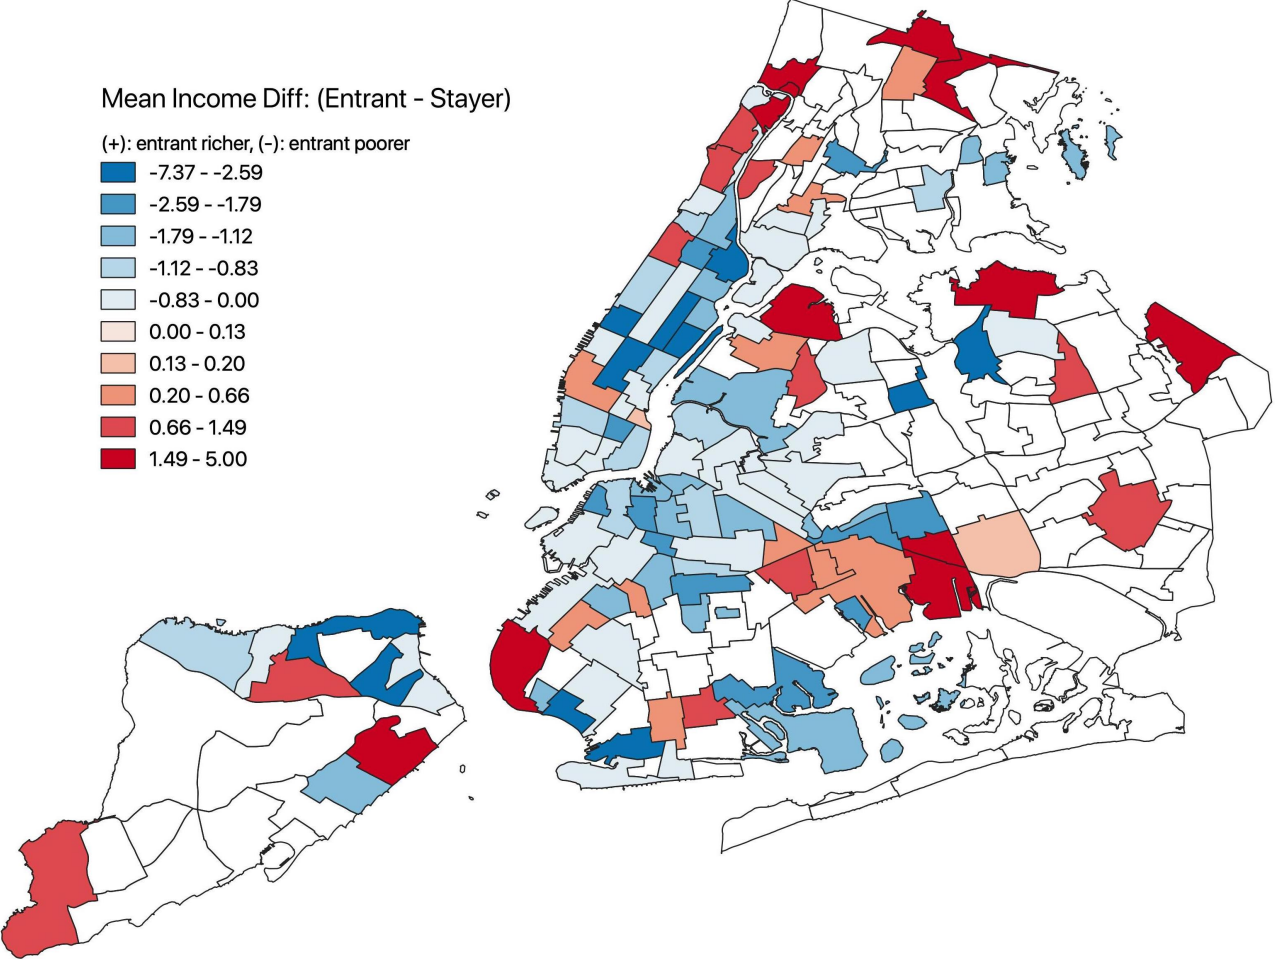 Mean Income Diff: (Entrant - Stayer)
(+): entrant richer, (-): entrant poorer
-7.37 - -2.59
-2.59 - -1.79
-1.79 - -1.12
-1.12 - -0.83
-0.83 - 0.00
0.00 - 0.13
0.13 - 0.20
0.20 - 0.66
0.66 - 1.49
1.49 - 5.00